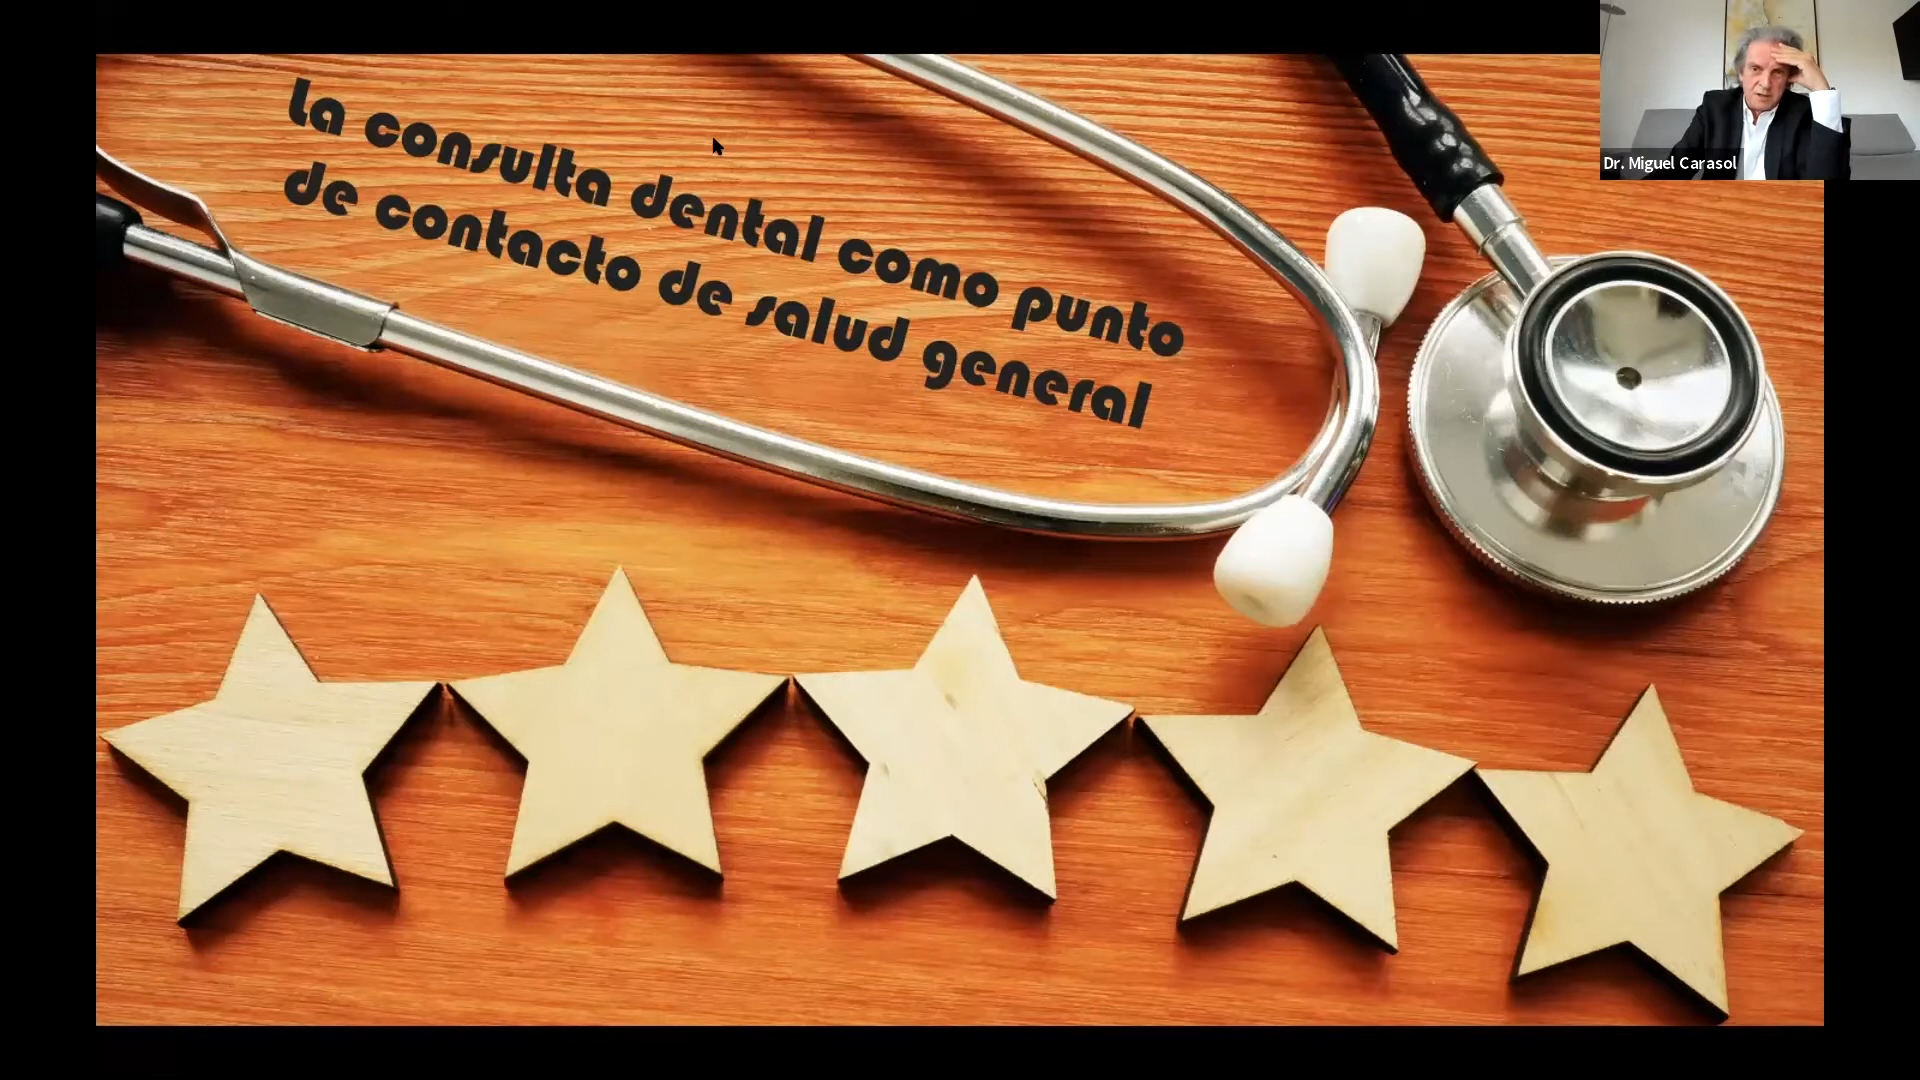 La consulta dental como punto
de contacto de salud general
Dr. Miguel Carasol